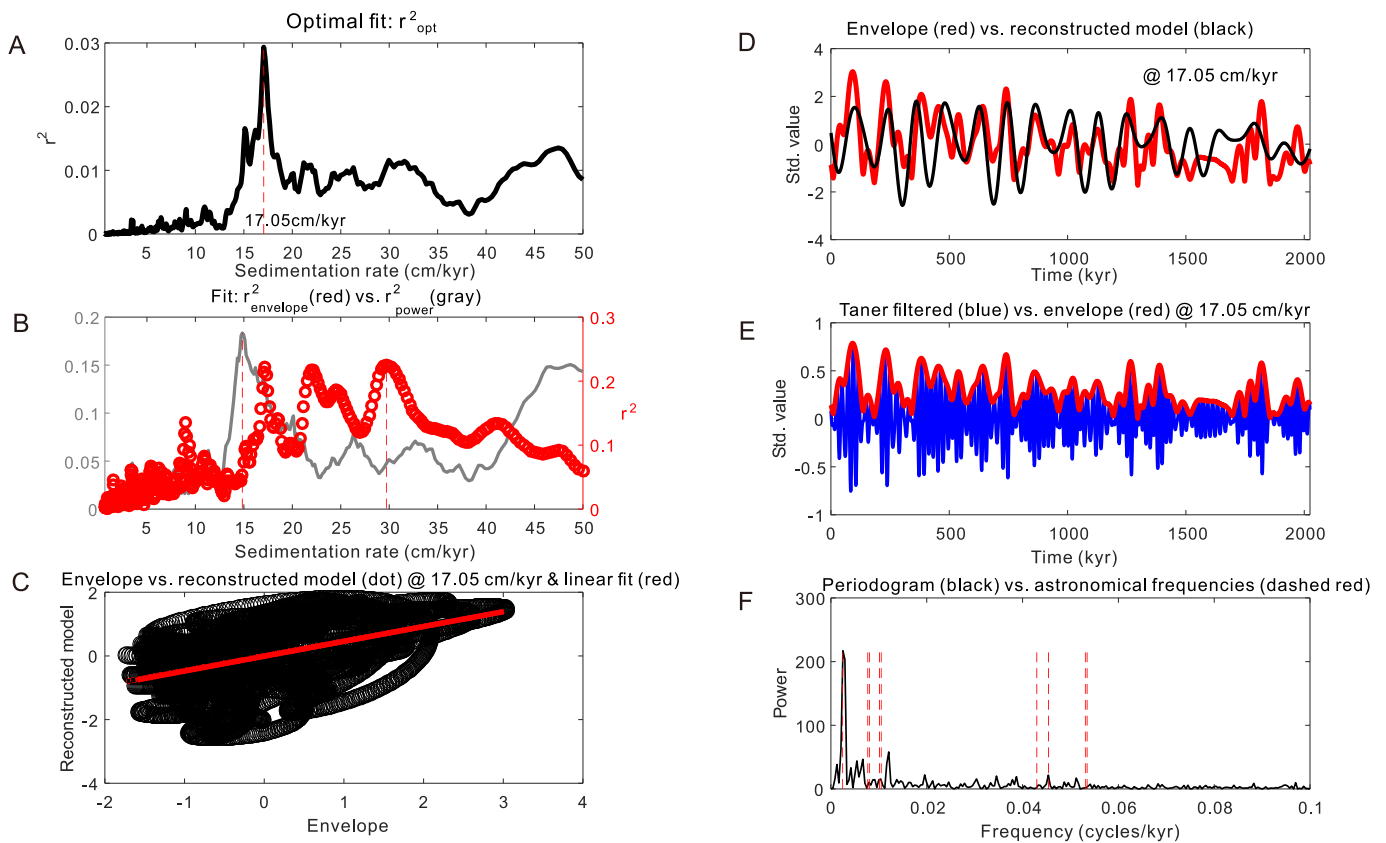 A
Optimal fit: r²opt
0.03
0.02
0.01
0
r²
17.05cm/kyr
5 10 15 20 25 30 35 40 45 50
Sedimentation rate (cm/kyr)
B
Fit: r²envelope(red) vs. r²power(gray)
0.2
0.15
0.1
0.05
0
0.3
0.2
0.1
0
r²
5 10 15 20 25 30 35 40 45 50
Sedimentation rate (cm/kyr)
C
Envelope vs. reconstructed model (dot) @ 17.05 cm/kyr & linear fit (red)
2
0
-2
-4
Reconstructed model
-2 -1 0 1 2 3 4
Envelope
D
Envelope (red) vs. reconstructed model (black)
@ 17.05 cm/kyr
4
2
0
-2
-4
Std. value
0 500 1000 1500 2000
Time (kyr)
E
Taner filtered (blue) vs. envelope (red) @ 17.05 cm/kyr
1
0.5
0
-0.5
-1
Std. value
0 500 1000 1500 2000
Time (kyr)
F
Periodogram (black) vs. astronomical frequencies (dashed red)
300
200
100
0
Power
0 0.02 0.04 0.06 0.08 0.1
Frequency (cycles/kyr)